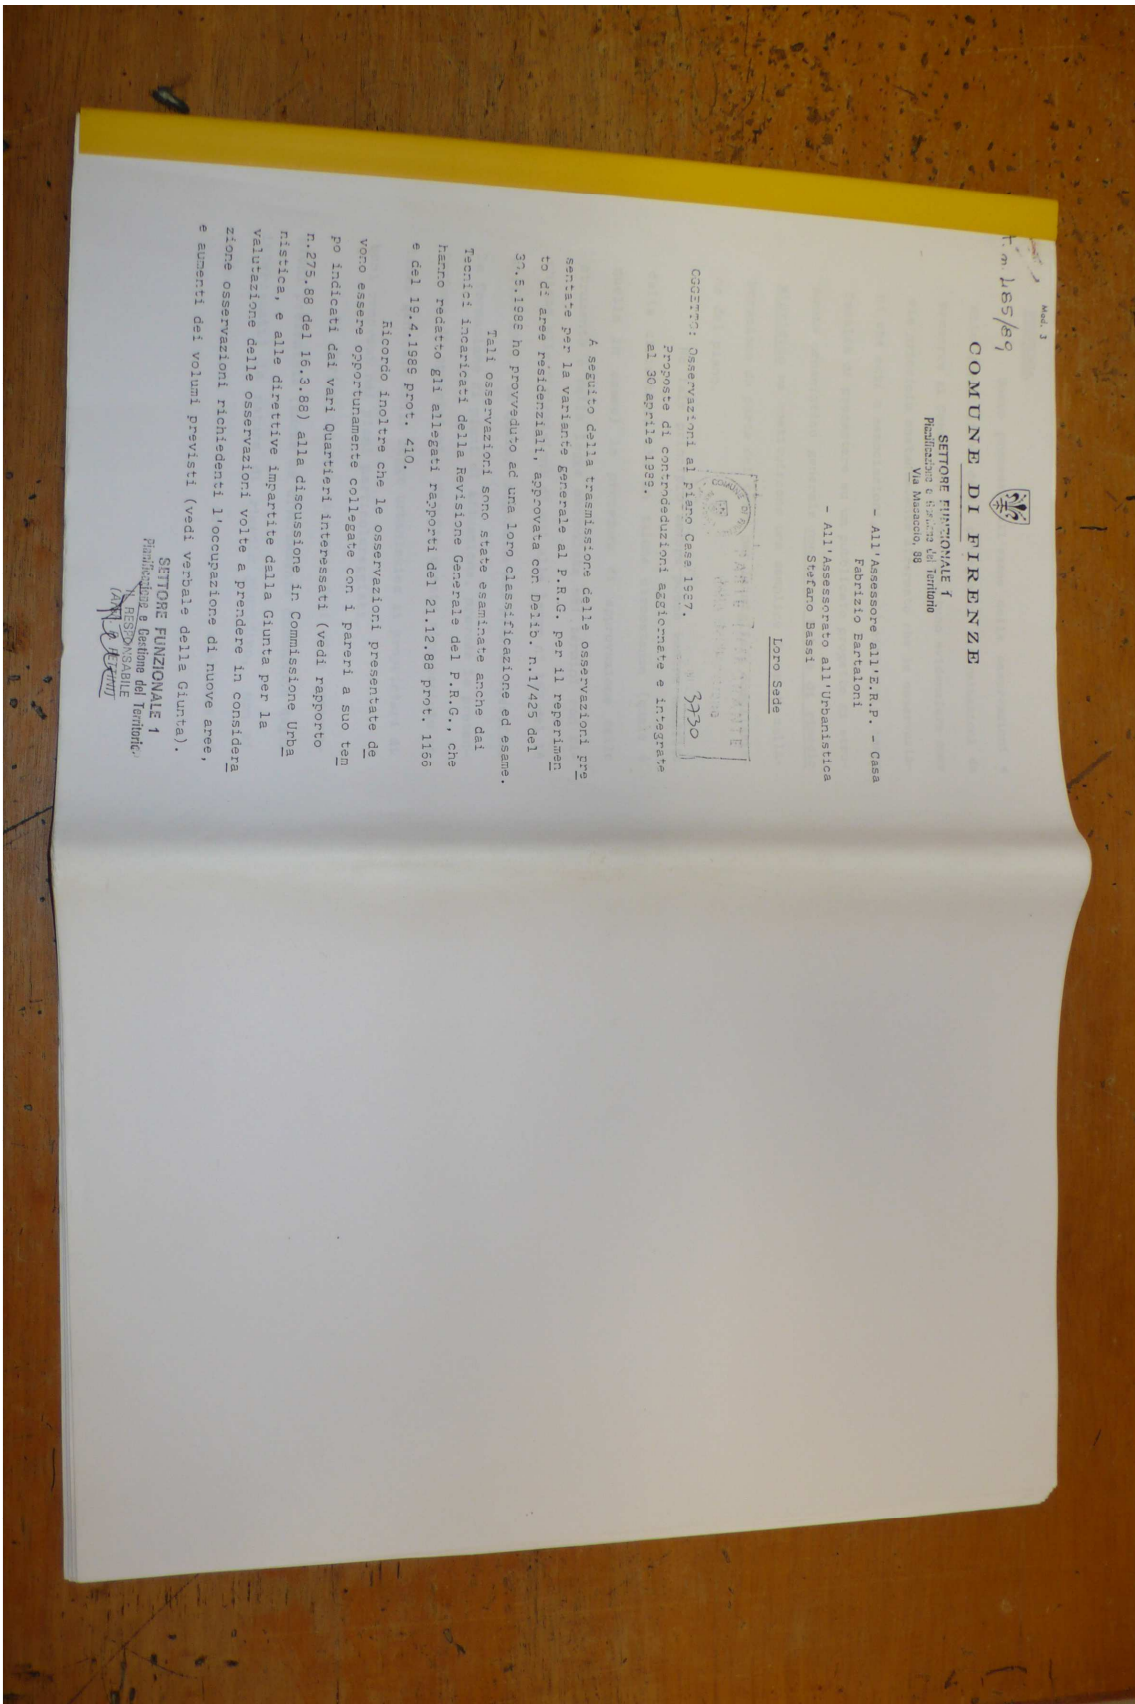 Mod. 3
n. 485/89
COMUNE DI FIRENZE
SETTORE FUNZIONALE 1
Pianificazione e Gestione del Territorio
Via Masaccio, 88
- All'Assessore all'E.R.P. - Casa
Fabrizio Bartaloni
- All'Assessorato all'Urbanistica
Stefano Bassi
Loro Sede
COMUNE DI
3730
OGGETTO: Osservazioni al piano Casa 1987.
Proposte di controdeduzioni aggiornate e integrate
al 30 aprile 1989.
A seguito della trasmissione delle osservazioni pre
sentate per la variante generale al P.R.G. per il reperimen
to di aree residenziali, approvata con Delib. n.1/425 del
30.5.1988 ho provveduto ad una loro classificazione ed esame.
Tali osservazioni sono state esaminate anche dai
Tecnici incaricati della Revisione Generale del P.R.G., che
hanno redatto gli allegati rapporti del 21.12.88 prot. 1166
e del 19.4.1989 prot. 410.
Ricordo inoltre che le osservazioni presentate de
vono essere opportunamente collegate con i pareri a suo tem
po indicati dai vari Quartieri interessati (vedi rapporto
n.275.88 del 16.3.88) alla discussione in Commissione Urba
nistica, e alle direttive impartite dalla Giunta per la
valutazione delle osservazioni volte a prendere in considera
zione osservazioni richiedenti l'occupazione di nuove aree,
e aumenti dei volumi previsti (vedi verbale della Giunta).
SETTORE FUNZIONALE 1
Pianificazione e Gestione del Territorio
IL RESPONSABILE